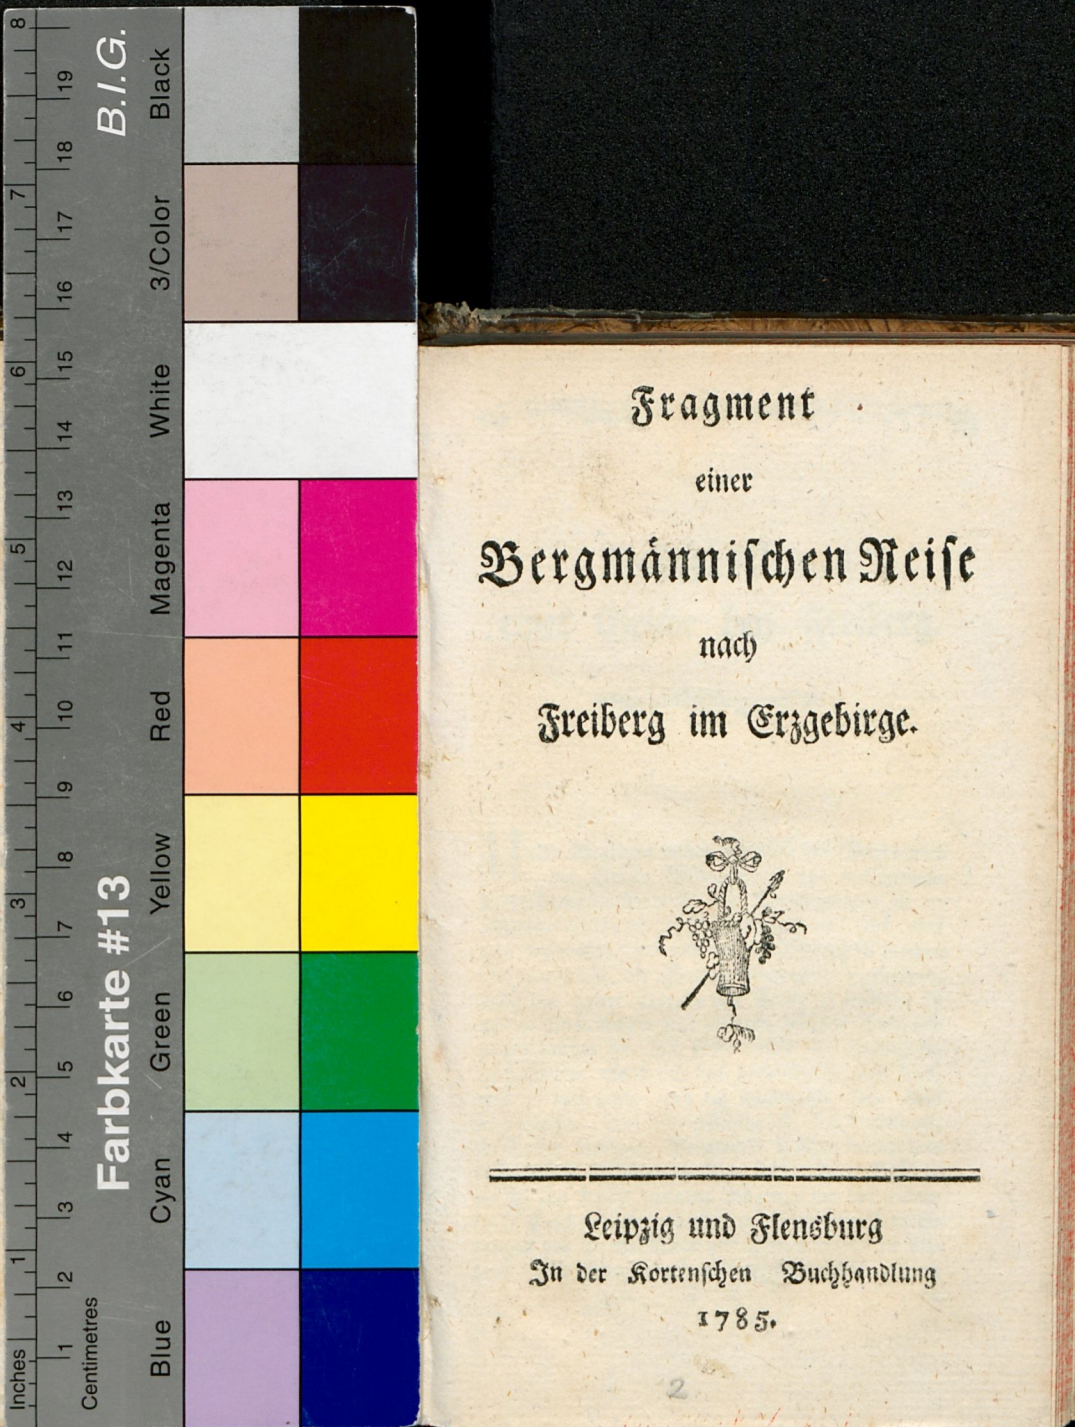 Fragment
einer
Bergmännischen Reise
nach
Freiberg im Erzgebirge.
Leipzig und Flensburg
In der Kortenschen Buchhandlung
1785.
2
Farbkarte #13
B.I.G.
Blue
Cyan
Green
Yellow
Red
Magenta
White
3/Color
Black
Centimetres
1 2 3 4 5 6 7 8 9 10 11 12 13 14 15 16 17 18 19
Inches
1 2 3 4 5 6 7 8